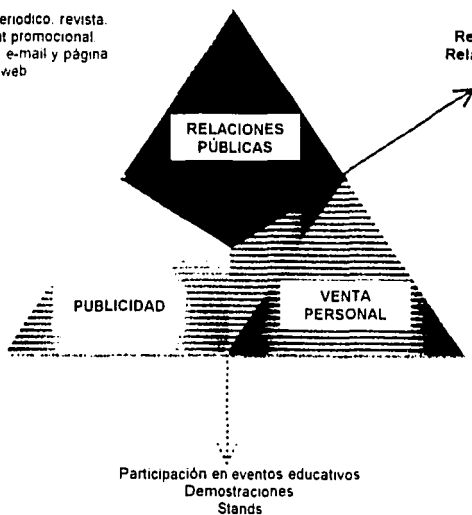 eriodico. revista.
t promocional.
e-mail y página
web
Re
Rela
RELACIONES
PÚBLICAS
PUBLICIDAD
VENTA
PERSONAL
Participación en eventos educativos
Demostraciones
Stands